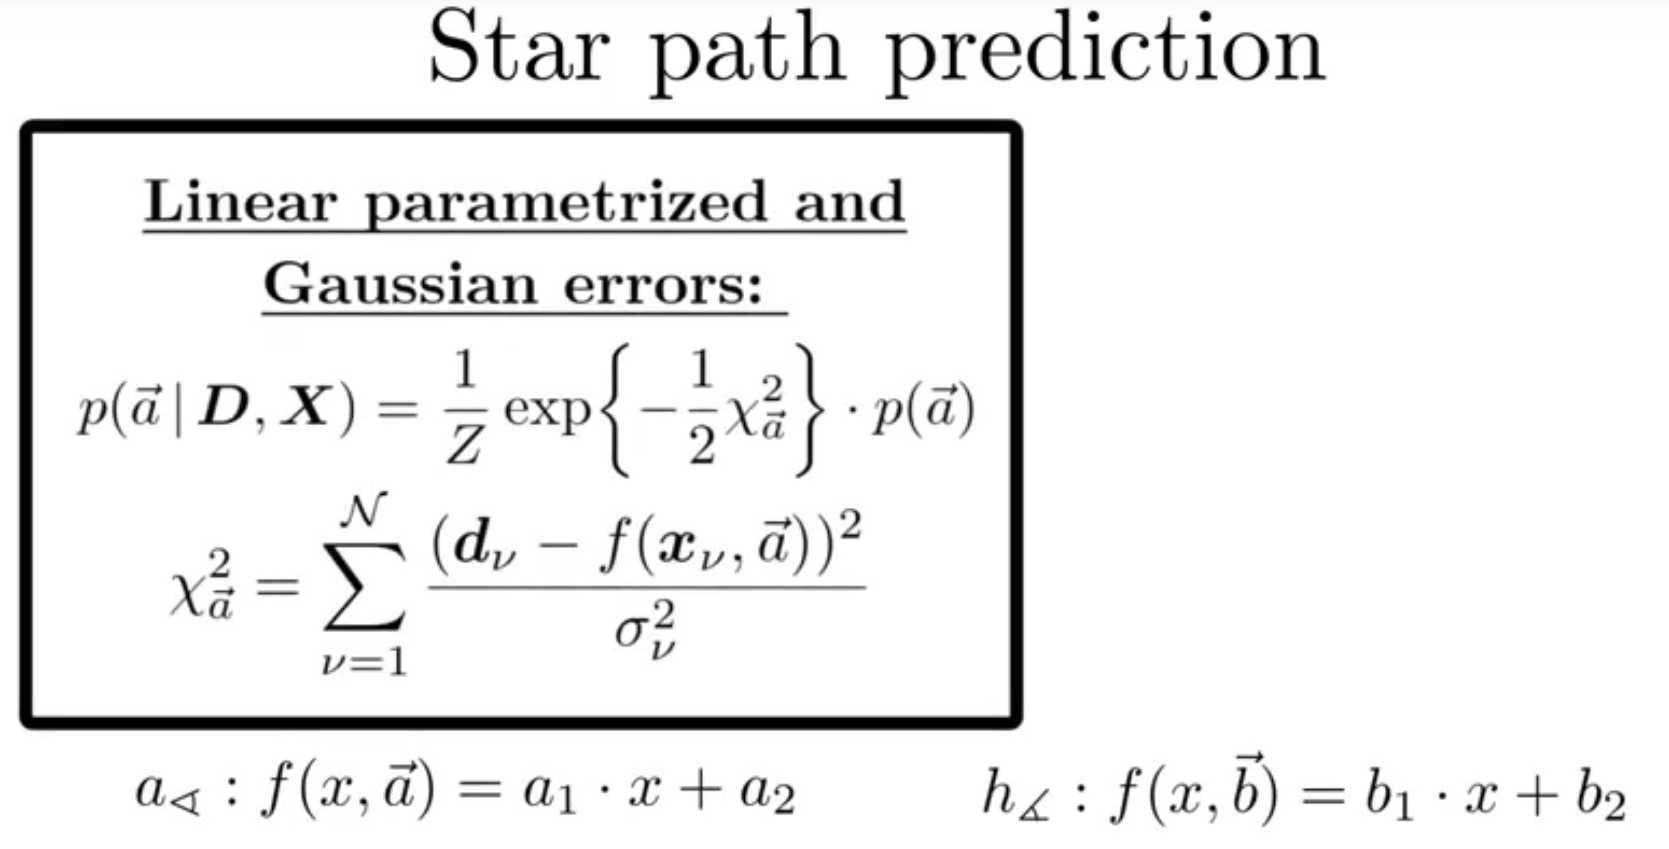 Star path prediction
Linear parametrized and
Gaussian errors:
$p(\vec{a} \,|\, \boldsymbol{D}, \boldsymbol{X}) = \frac{1}{Z} \exp\left\{-\frac{1}{2}\chi^2_{\vec{a}}\right\} \cdot p(\vec{a})$
$\chi^2_{\vec{a}} = \sum_{\nu=1}^{\mathcal{N}} \frac{(\boldsymbol{d}_\nu - f(\boldsymbol{x}_\nu, \vec{a}))^2}{\sigma^2_\nu}$
$a_\sphericalangle : f(x, \vec{a}) = a_1 \cdot x + a_2$ $h_\measuredangle : f(x, \vec{b}) = b_1 \cdot x + b_2$